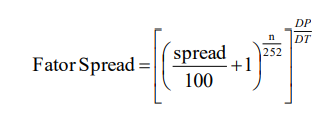 Fator Spread = [(spread/100 + 1)^(n/252)]^(DP/DT)